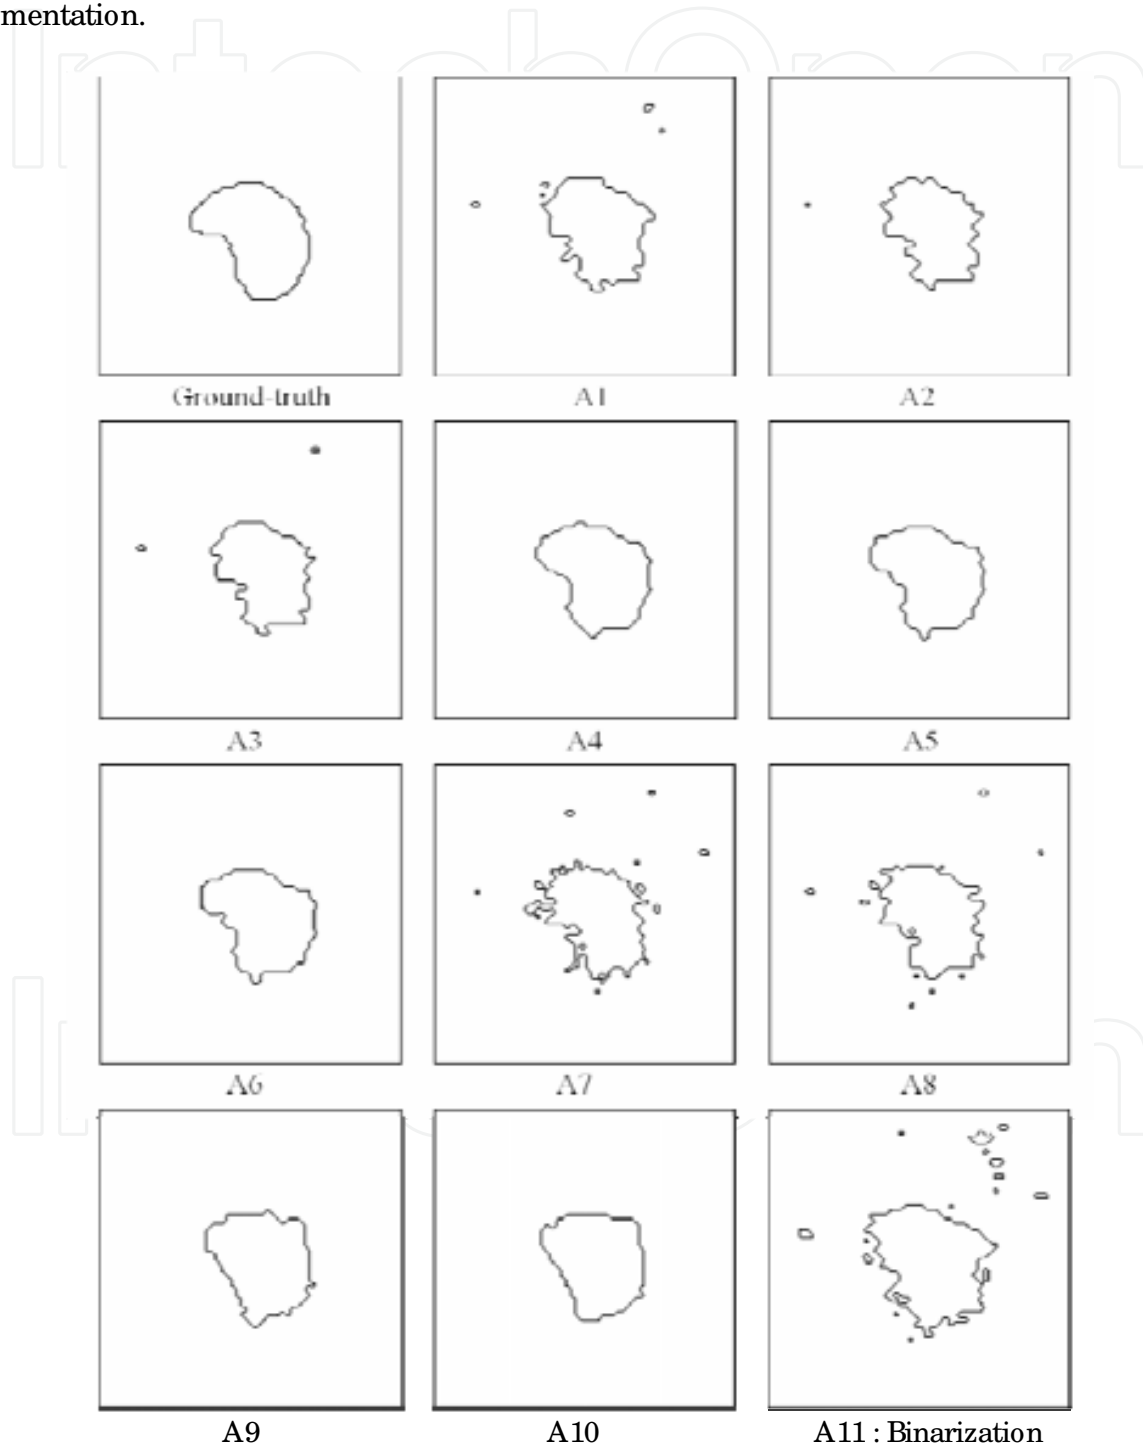 mentation.
Ground-truth
A1
A2
A3
A4
A5
A6
A7
A8
A9
A10
A11 : Binarization